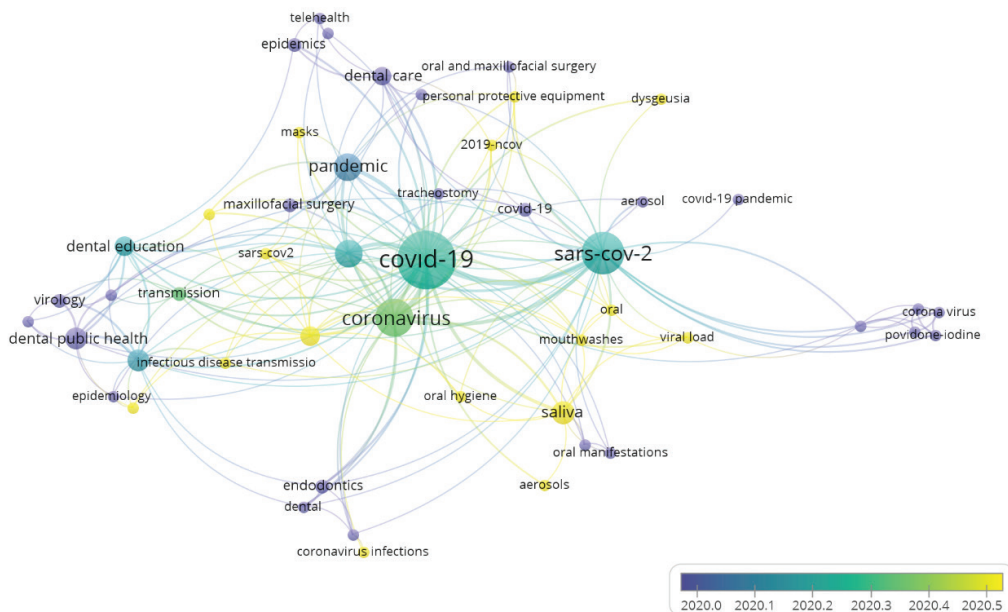 telehealth
epidemics
dental care
oral and maxillofacial surgery
personal protective equipment
dysgeusia
masks
2019-ncov
pandemic
tracheostomy
maxillofacial surgery
covid-19
aerosol
covıd-19 pandemic
dental education
sars-cov2
covıd-19
sars-cov-2
transmission
virology
coronavirus
oral
corona virus
dental public health
mouthwashes
viral load
povidone-iodine
infectious disease transmissio
epidemiology
oral hygiene
saliva
oral manifestations
endodontics
aerosols
dental
coronavirus infections
2020.0 2020.1 2020.2 2020.3 2020.4 2020.5